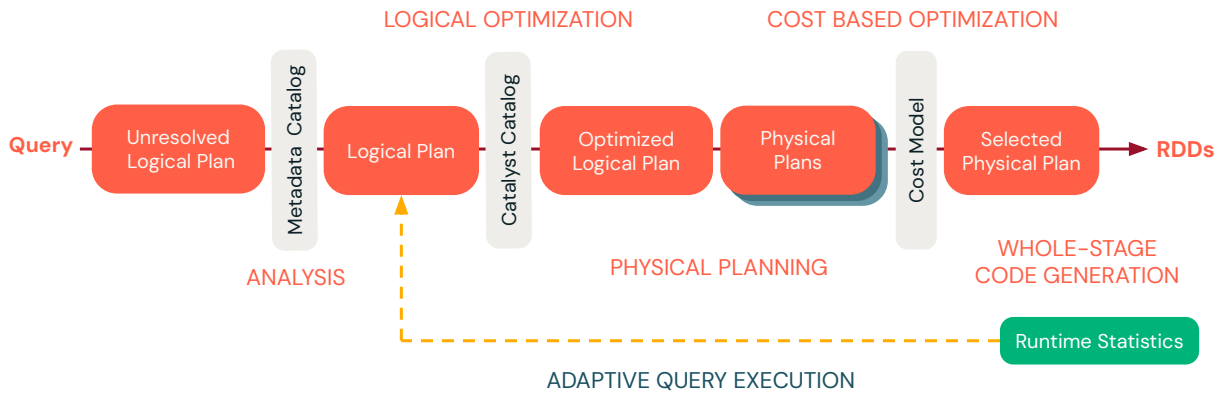 LOGICAL OPTIMIZATION
COST BASED OPTIMIZATION
Query
Unresolved
Logical Plan
Metadata Catalog
Logical Plan
Catalyst Catalog
Optimized
Logical Plan
Physical
Plans
Cost Model
Selected
Physical Plan
RDDs
ANALYSIS
PHYSICAL PLANNING
WHOLE-STAGE
CODE GENERATION
Runtime Statistics
ADAPTIVE QUERY EXECUTION